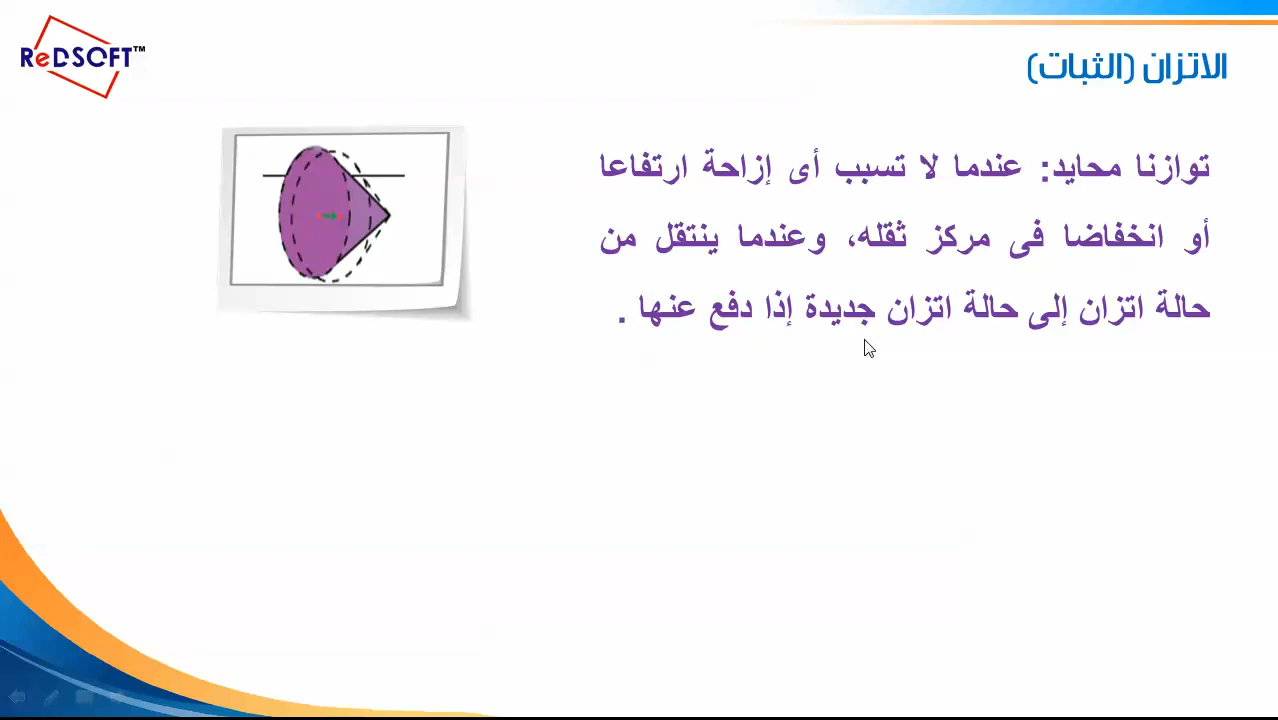 ReDSOFT™
الاتزان (الثبات)
توازنا محايد: عندما لا تسبب أى إزاحة ارتفاعا
أو انخفاضا فى مركز ثقله، وعندما ينتقل من
حالة اتزان إلى حالة اتزان جديدة إذا دفع عنها .